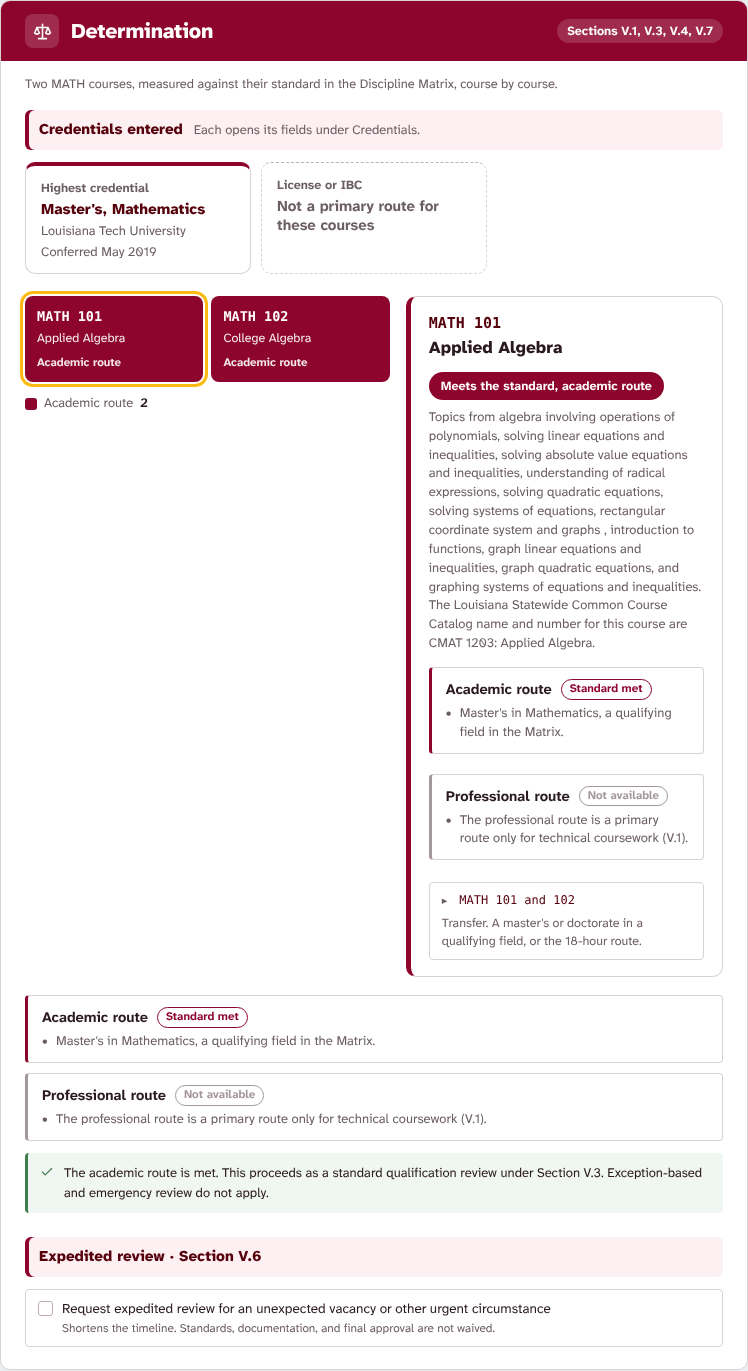 Determination
Sections V.1, V.3, V.4, V.7
Two MATH courses, measured against their standard in the Discipline Matrix, course by course.
Credentials entered Each opens its fields under Credentials.
Highest credential
Master's, Mathematics
Louisiana Tech University
Conferred May 2019
License or IBC
Not a primary route for
these courses
MATH 101
Applied Algebra
Academic route
MATH 102
College Algebra
Academic route
Academic route 2
MATH 101
Applied Algebra
Meets the standard, academic route
Topics from algebra involving operations of
polynomials, solving linear equations and
inequalities, solving absolute value equations
and inequalities, understanding of radical
expressions, solving quadratic equations,
solving systems of equations, rectangular
coordinate system and graphs , introduction to
functions, graph linear equations and
inequalities, graph quadratic equations, and
graphing systems of equations and inequalities.
The Louisiana Statewide Common Course
Catalog name and number for this course are
CMAT 1203: Applied Algebra.
Academic route Standard met
• Master's in Mathematics, a qualifying
field in the Matrix.
Professional route Not available
• The professional route is a primary
route only for technical coursework (V.1).
▸ MATH 101 and 102
Transfer. A master's or doctorate in a
qualifying field, or the 18-hour route.
Academic route Standard met
• Master's in Mathematics, a qualifying field in the Matrix.
Professional route Not available
• The professional route is a primary route only for technical coursework (V.1).
✓ The academic route is met. This proceeds as a standard qualification review under Section V.3. Exception-based
and emergency review do not apply.
Expedited review · Section V.6
Request expedited review for an unexpected vacancy or other urgent circumstance
Shortens the timeline. Standards, documentation, and final approval are not waived.